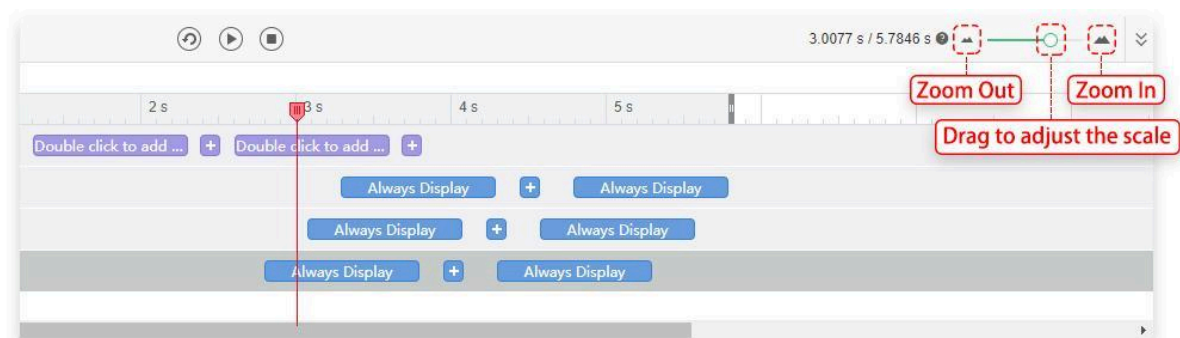 3.0077 s / 5.7846 s
Zoom Out
Zoom In
2 s
3 s
4 s
5 s
Drag to adjust the scale
Double click to add ...
+
Double click to add ...
+
Always Display
+
Always Display
Always Display
+
Always Display
Always Display
+
Always Display